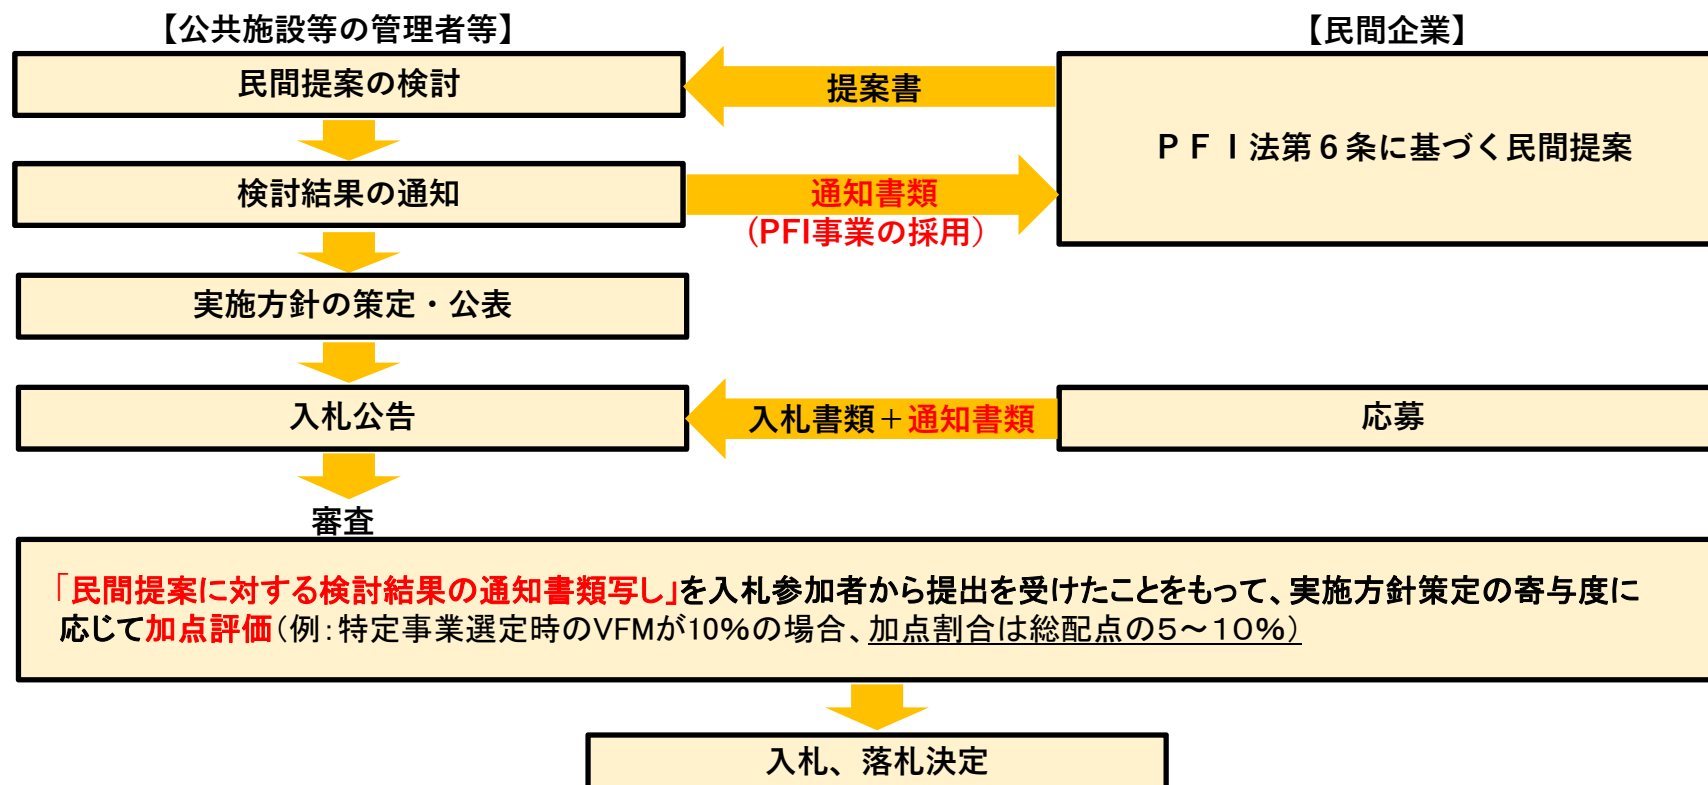 【公共施設等の管理者等】
【民間企業】
民間提案の検討
提案書
ＰＦＩ法第６条に基づく民間提案
検討結果の通知
通知書類
（PFI事業の採用）
実施方針の策定・公表
入札公告
入札書類＋通知書類
応募
審査
「民間提案に対する検討結果の通知書類写し」を入札参加者から提出を受けたことをもって、実施方針策定の寄与度に
応じて加点評価（例：特定事業選定時のVFMが10%の場合、加点割合は総配点の5～10%）
入札、落札決定